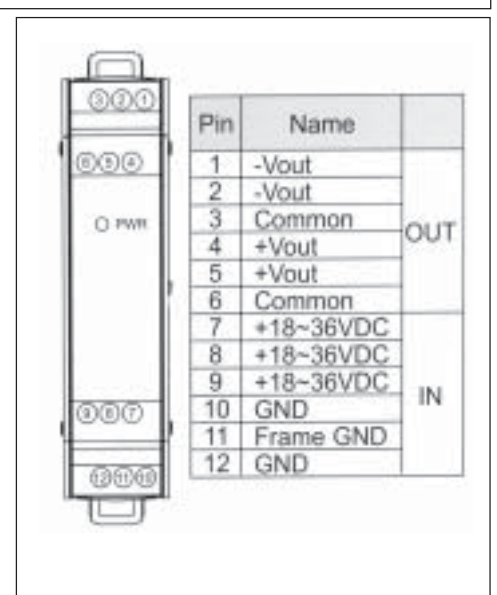 ③②①
⑥⑤④
PWR
⑨⑧⑦
⑫⑪⑩
Pin Name
1 -Vout
2 -Vout
3 Common
4 +Vout
5 +Vout
6 Common
OUT
7 +18~36VDC
8 +18~36VDC
9 +18~36VDC
10 GND
11 Frame GND
12 GND
IN